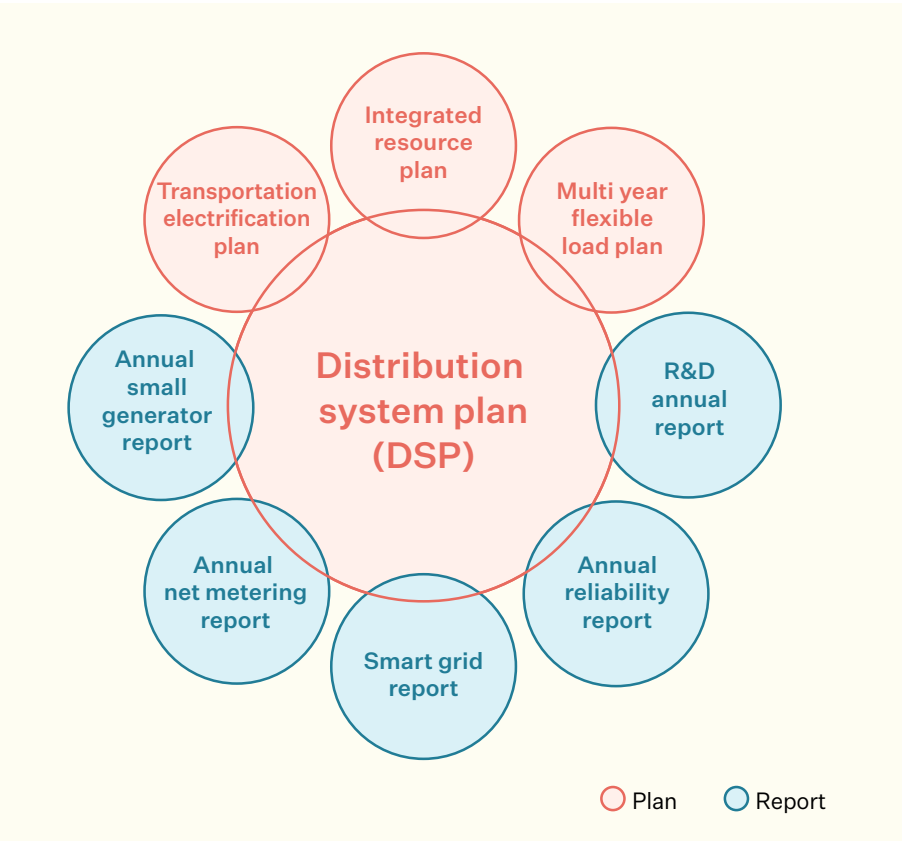 Integrated
resource
plan
Transportation
electrification
plan
Multi year
flexible
load plan
Annual
small
generator
report
Distribution
system plan
(DSP)
R&D
annual
report
Annual
net metering
report
Annual
reliability
report
Smart grid
report
Plan
Report